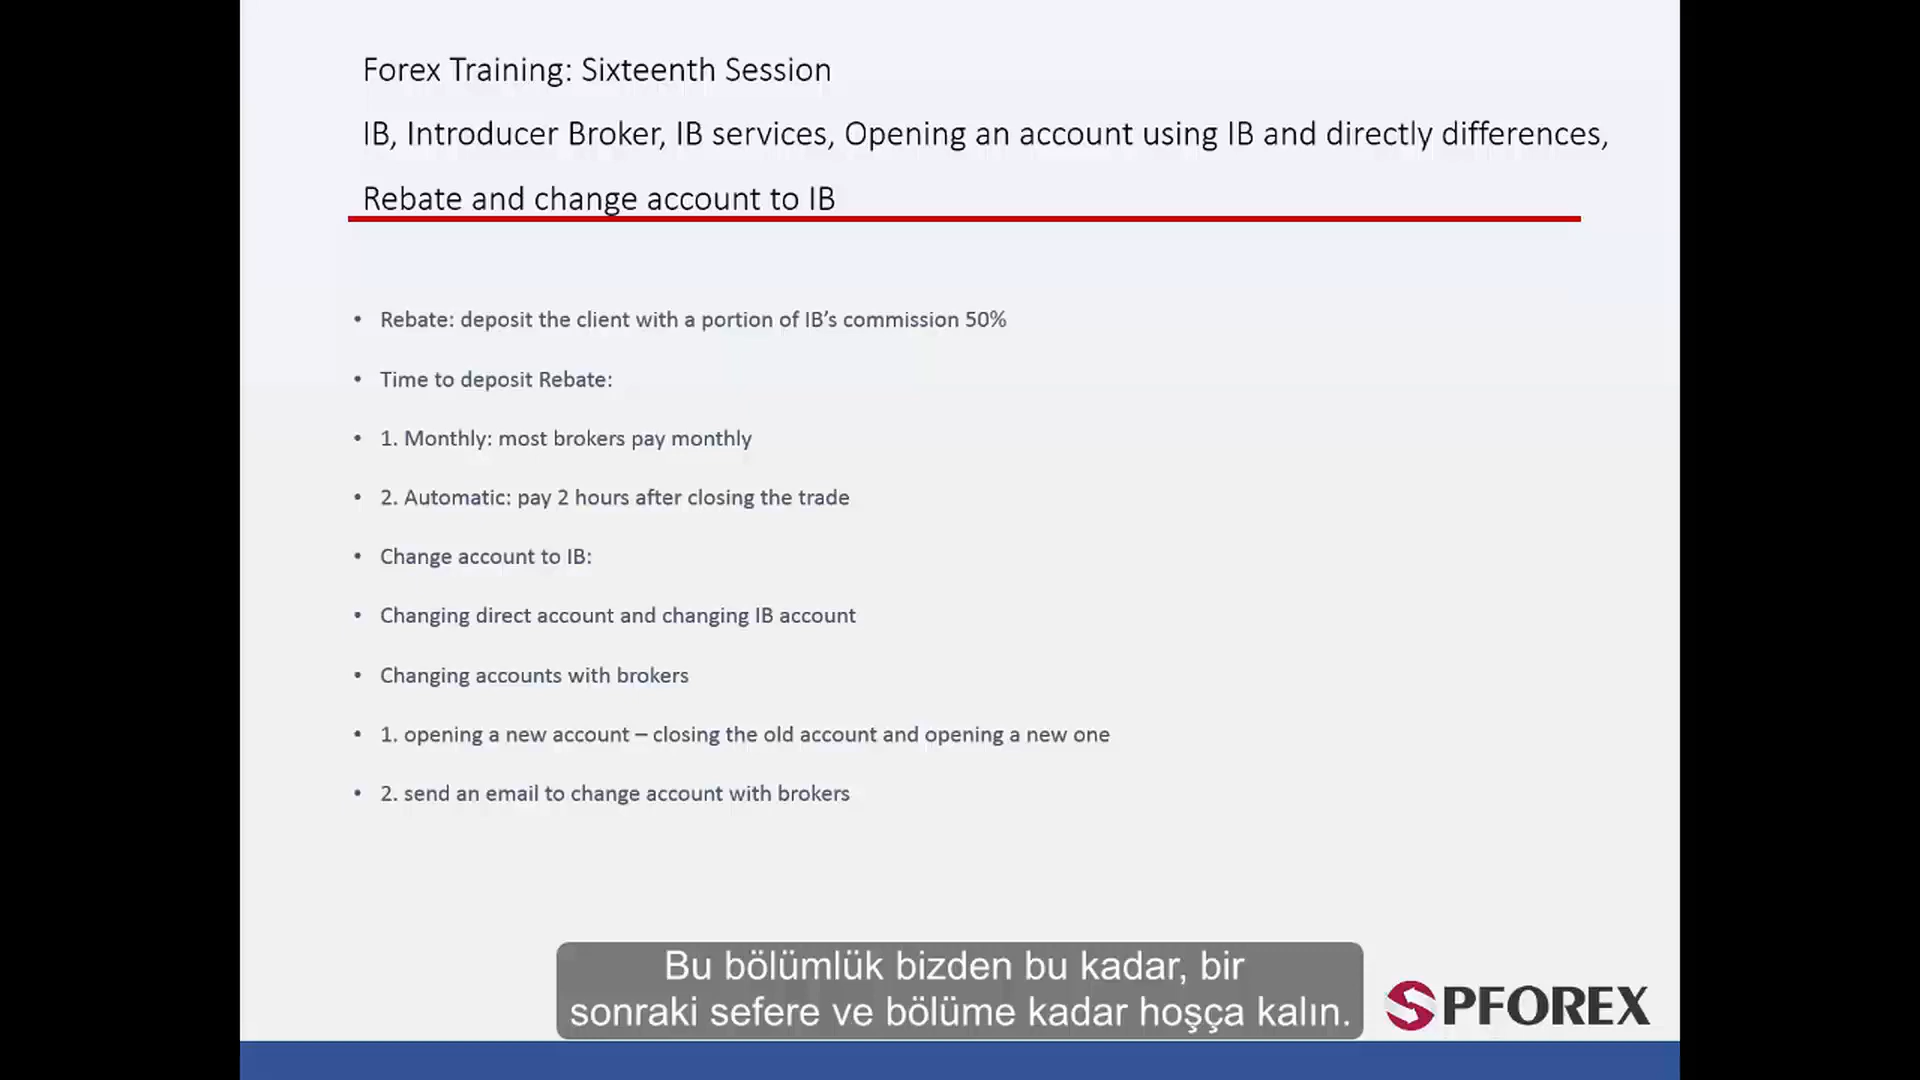 Forex Training: Sixteenth Session
IB, Introducer Broker, IB services, Opening an account using IB and directly differences,
Rebate and change account to IB
• Rebate: deposit the client with a portion of IB’s commission 50%
• Time to deposit Rebate:
• 1. Monthly: most brokers pay monthly
• 2. Automatic: pay 2 hours after closing the trade
• Change account to IB:
• Changing direct account and changing IB account
• Changing accounts with brokers
• 1. opening a new account – closing the old account and opening a new one
• 2. send an email to change account with brokers
Bu bölümlük bizden bu kadar, bir
sonraki sefere ve bölüme kadar hoşça kalın.
SPFOREX